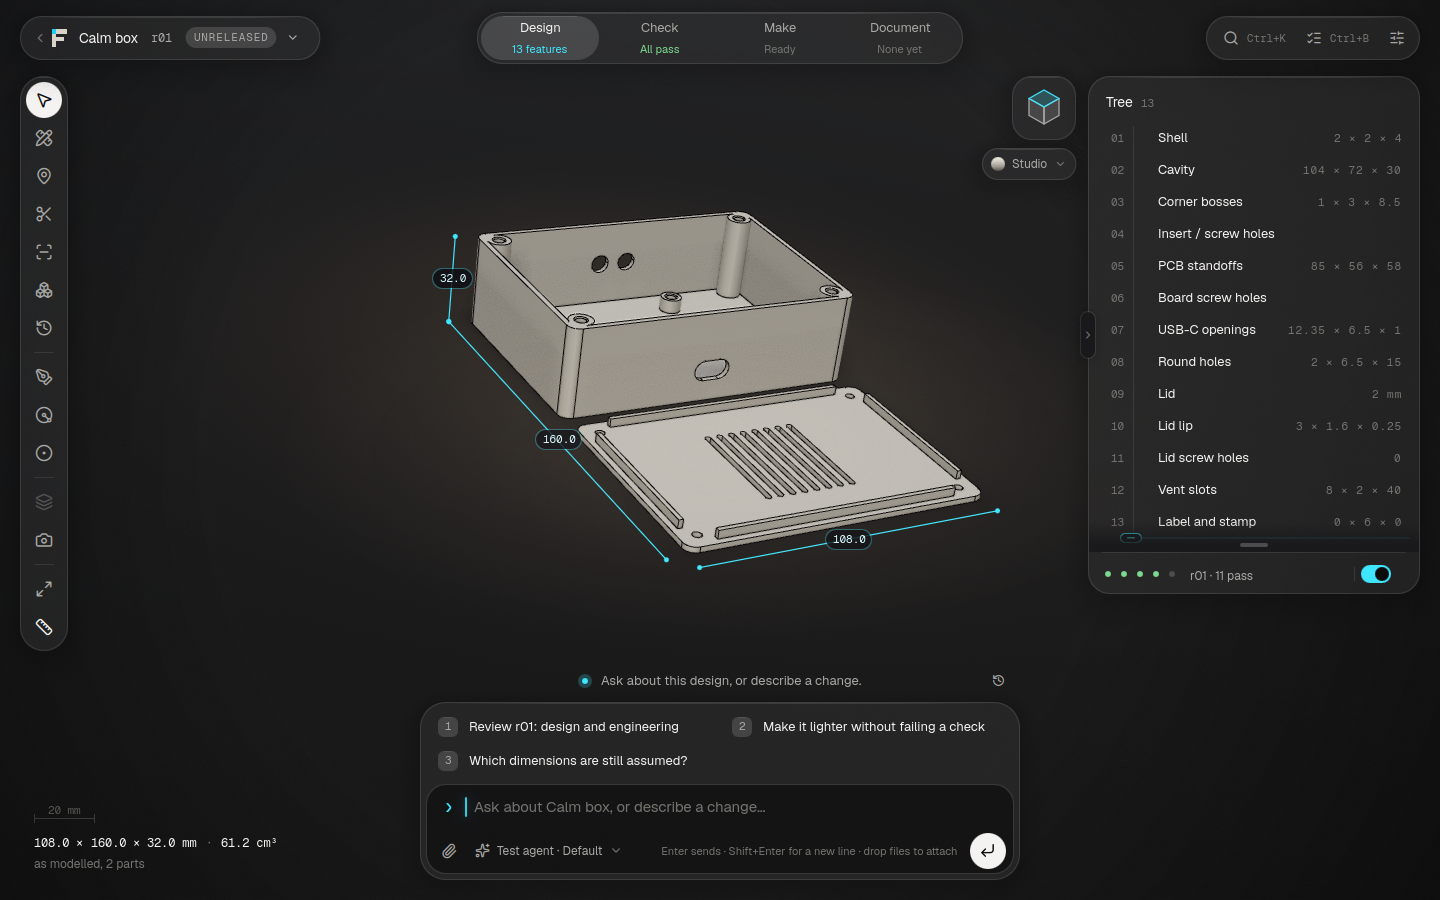 Calm box r01 UNRELEASED
Design
13 features
Check
All pass
Make
Ready
Document
None yet
Ctrl+K
Ctrl+B
Studio
Tree 13
01 Shell 2 × 2 × 4
02 Cavity 104 × 72 × 30
03 Corner bosses 1 × 3 × 8.5
04 Insert / screw holes
05 PCB standoffs 85 × 56 × 58
06 Board screw holes
07 USB-C openings 12.35 × 6.5 × 1
08 Round holes 2 × 6.5 × 15
09 Lid 2 mm
10 Lid lip 3 × 1.6 × 0.25
11 Lid screw holes 0
12 Vent slots 8 × 2 × 40
13 Label and stamp 0 × 6 × 0
r01 · 11 pass
32.0
160.0
108.0
Ask about this design, or describe a change.
1 Review r01: design and engineering
2 Make it lighter without failing a check
3 Which dimensions are still assumed?
Ask about Calm box, or describe a change…
Test agent · Default
Enter sends · Shift+Enter for a new line · drop files to attach
20 mm
108.0 × 160.0 × 32.0 mm · 61.2 cm³
as modelled, 2 parts